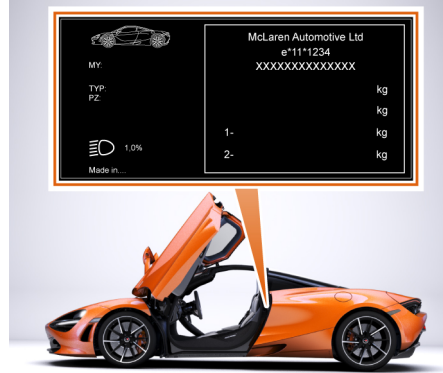 MY:
TYP:
PZ:
1,0%
Made in....
McLaren Automotive Ltd
e*11*1234
XXXXXXXXXXXXXX
kg
kg
1- kg
2- kg